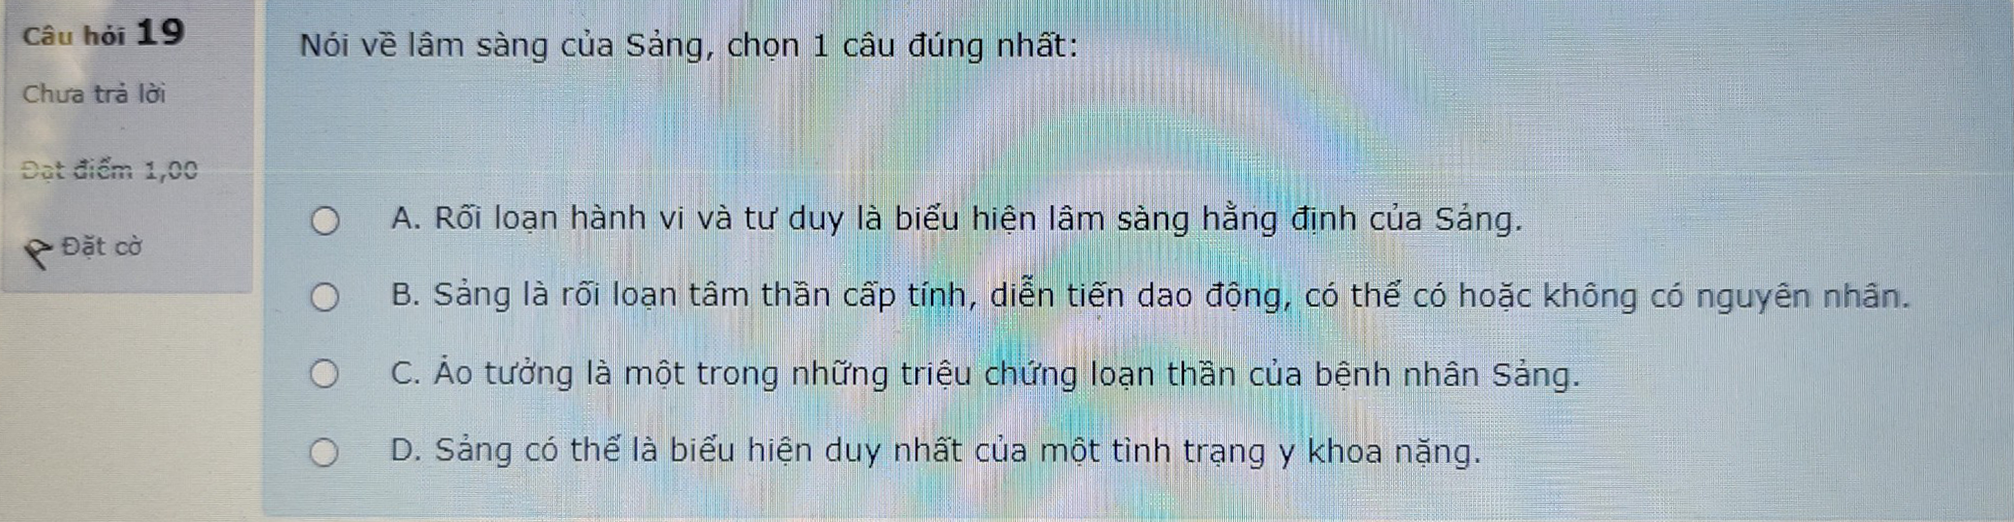 Câu hỏi 19
Chưa trả lời
Đạt điểm 1,00
Đặt cờ
Nói về lâm sàng của Sảng, chọn 1 câu đúng nhất:
A. Rối loạn hành vi và tư duy là biểu hiện lâm sàng hằng định của Sảng.
B. Sảng là rối loạn tâm thần cấp tính, diễn tiến dao động, có thể có hoặc không có nguyên nhân.
C. Ảo tưởng là một trong những triệu chứng loạn thần của bệnh nhân Sảng.
D. Sảng có thể là biểu hiện duy nhất của một tình trạng y khoa nặng.